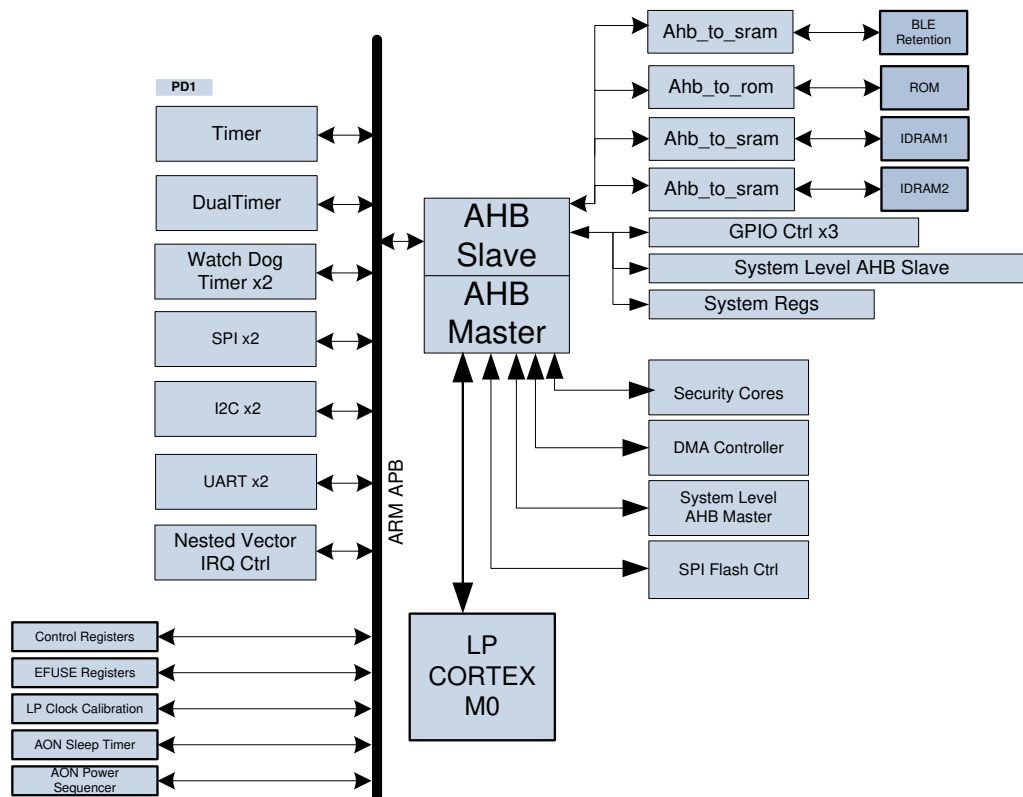 PD1
Timer
DualTimer
Watch Dog
Timer x2
SPI x2
I2C x2
UART x2
Nested Vector
IRQ Ctrl
Control Registers
EFUSE Registers
LP Clock Calibration
AON Sleep Timer
AON Power
Sequencer
ARM APB
AHB
Slave
AHB
Master
LP
CORTEX
M0
Ahb_to_sram
BLE
Retention
Ahb_to_rom
ROM
Ahb_to_sram
IDRAM1
Ahb_to_sram
IDRAM2
GPIO Ctrl x3
System Level AHB Slave
System Regs
Security Cores
DMA Controller
System Level
AHB Master
SPI Flash Ctrl